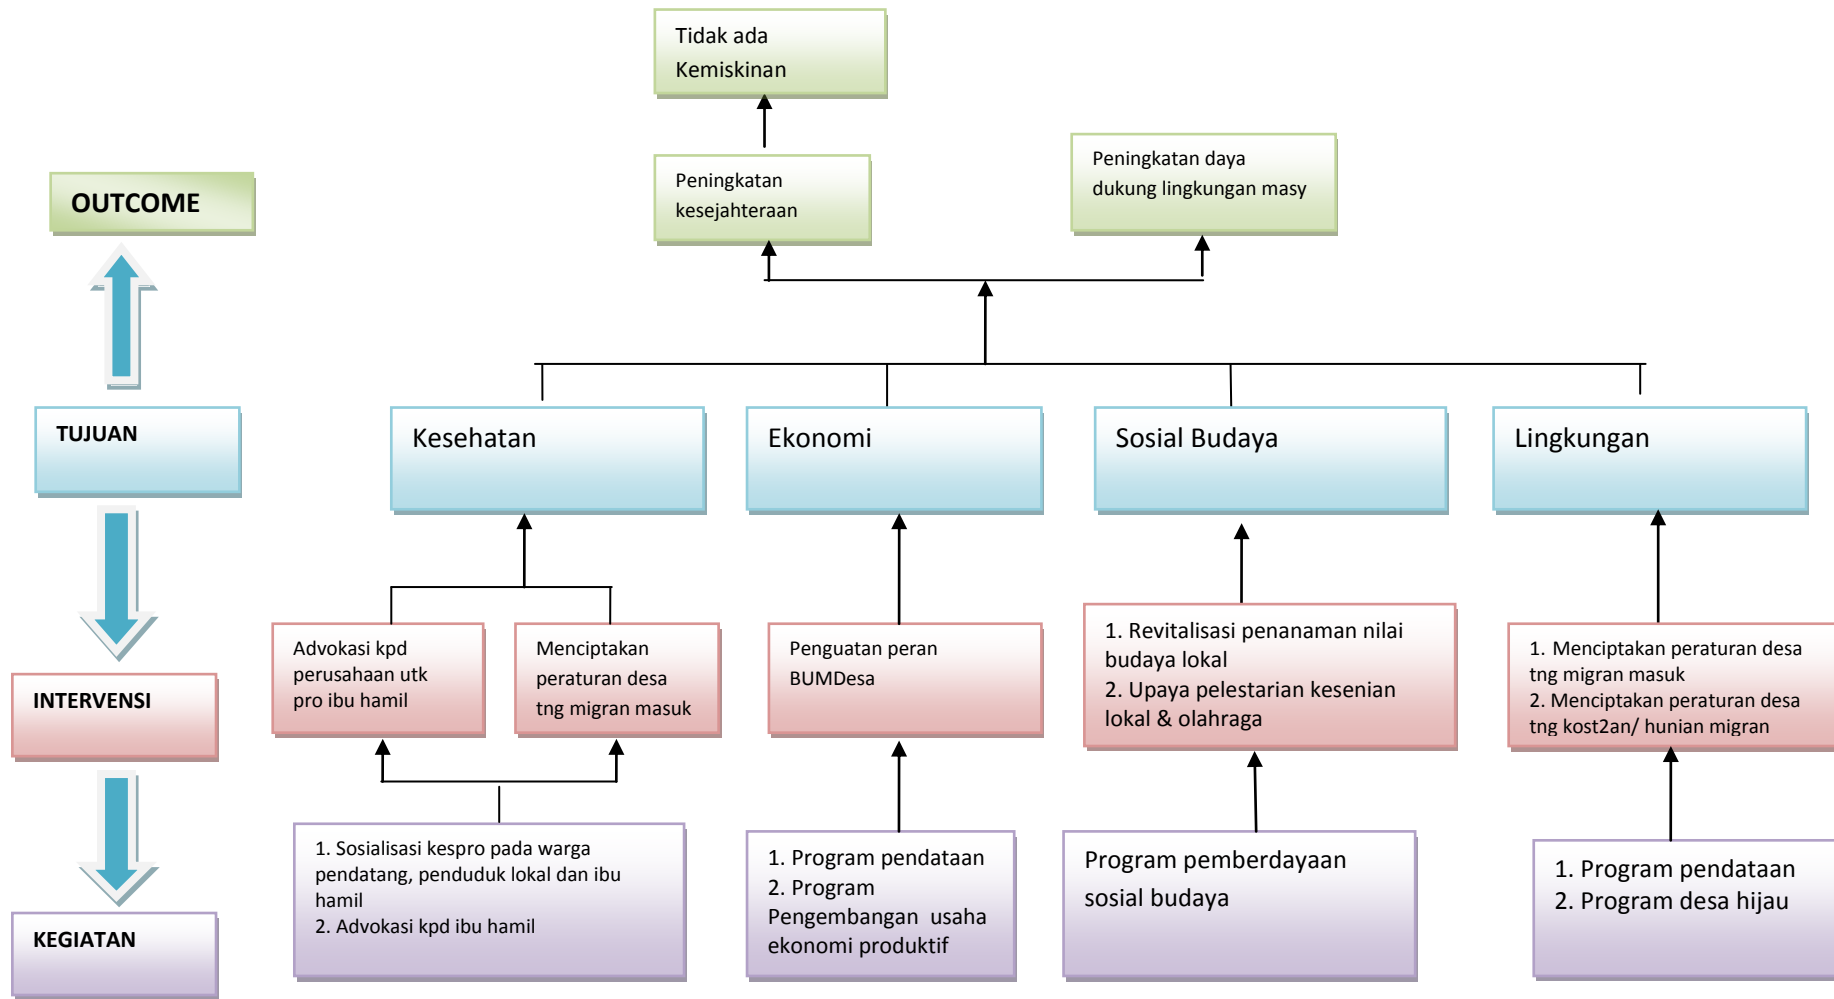 Tidak ada
Kemiskinan
Peningkatan
kesejahteraan
Peningkatan daya
dukung lingkungan masy
OUTCOME
TUJUAN
Kesehatan
Ekonomi
Sosial Budaya
Lingkungan
INTERVENSI
Advokasi kpd
perusahaan utk
pro ibu hamil
Menciptakan
peraturan desa
tng migran masuk
Penguatan peran
BUMDesa
1. Revitalisasi penanaman nilai
budaya lokal
2. Upaya pelestarian kesenian
lokal & olahraga
1. Menciptakan peraturan desa
tng migran masuk
2. Menciptakan peraturan desa
tng kost2an/ hunian migran
KEGIATAN
1. Sosialisasi kespro pada warga
pendatang, penduduk lokal dan ibu
hamil
2. Advokasi kpd ibu hamil
1. Program pendataan
2. Program
Pengembangan usaha
ekonomi produktif
Program pemberdayaan
sosial budaya
1. Program pendataan
2. Program desa hijau